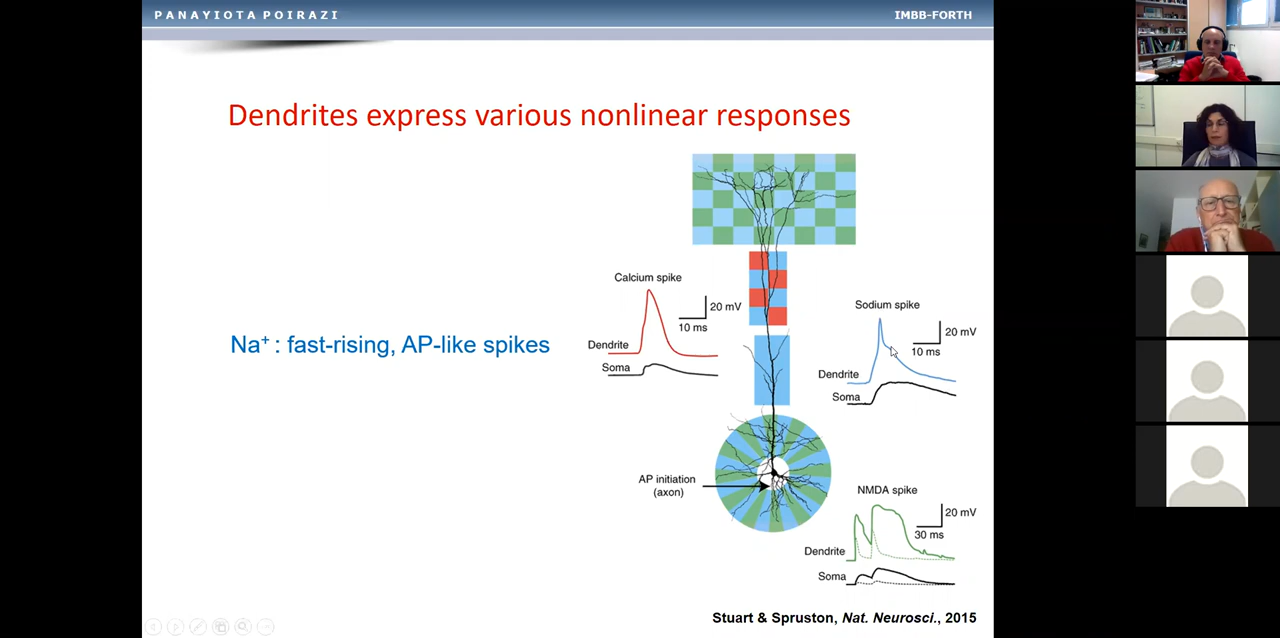 PANAYIOTA POIRAZI
IMBB-FORTH
Dendrites express various nonlinear responses
Calcium spike
20 mV
10 ms
Dendrite
Soma
Na⁺ : fast-rising, AP-like spikes
Sodium spike
20 mV
10 ms
Dendrite
Soma
AP initiation
(axon)
NMDA spike
20 mV
30 ms
Dendrite
Soma
Stuart & Spruston, Nat. Neurosci., 2015